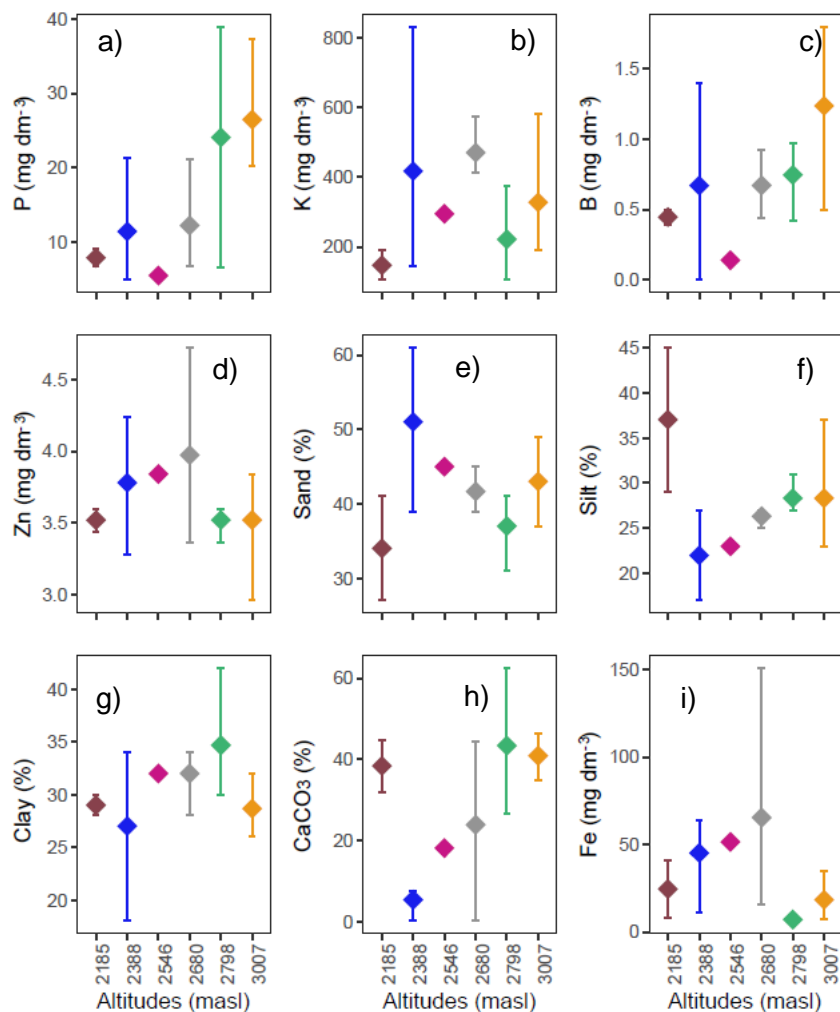 a)
P (mg dm⁻³)
40
30
20
10
b)
K (mg dm⁻³)
800
600
400
200
c)
B (mg dm⁻³)
1.5
1.0
0.5
0.0
d)
Zn (mg dm⁻³)
4.5
4.0
3.5
3.0
e)
Sand (%)
60
50
40
30
f)
Silt (%)
45
40
35
30
25
20
g)
Clay (%)
40
35
30
25
20
2185
2388
2546
2680
2798
3007
Altitudes (masl)
h)
CaCO₃ (%)
60
40
20
0
2185
2388
2546
2680
2798
3007
Altitudes (masl)
i)
Fe (mg dm⁻³)
150
100
50
0
2185
2388
2546
2680
2798
3007
Altitudes (masl)